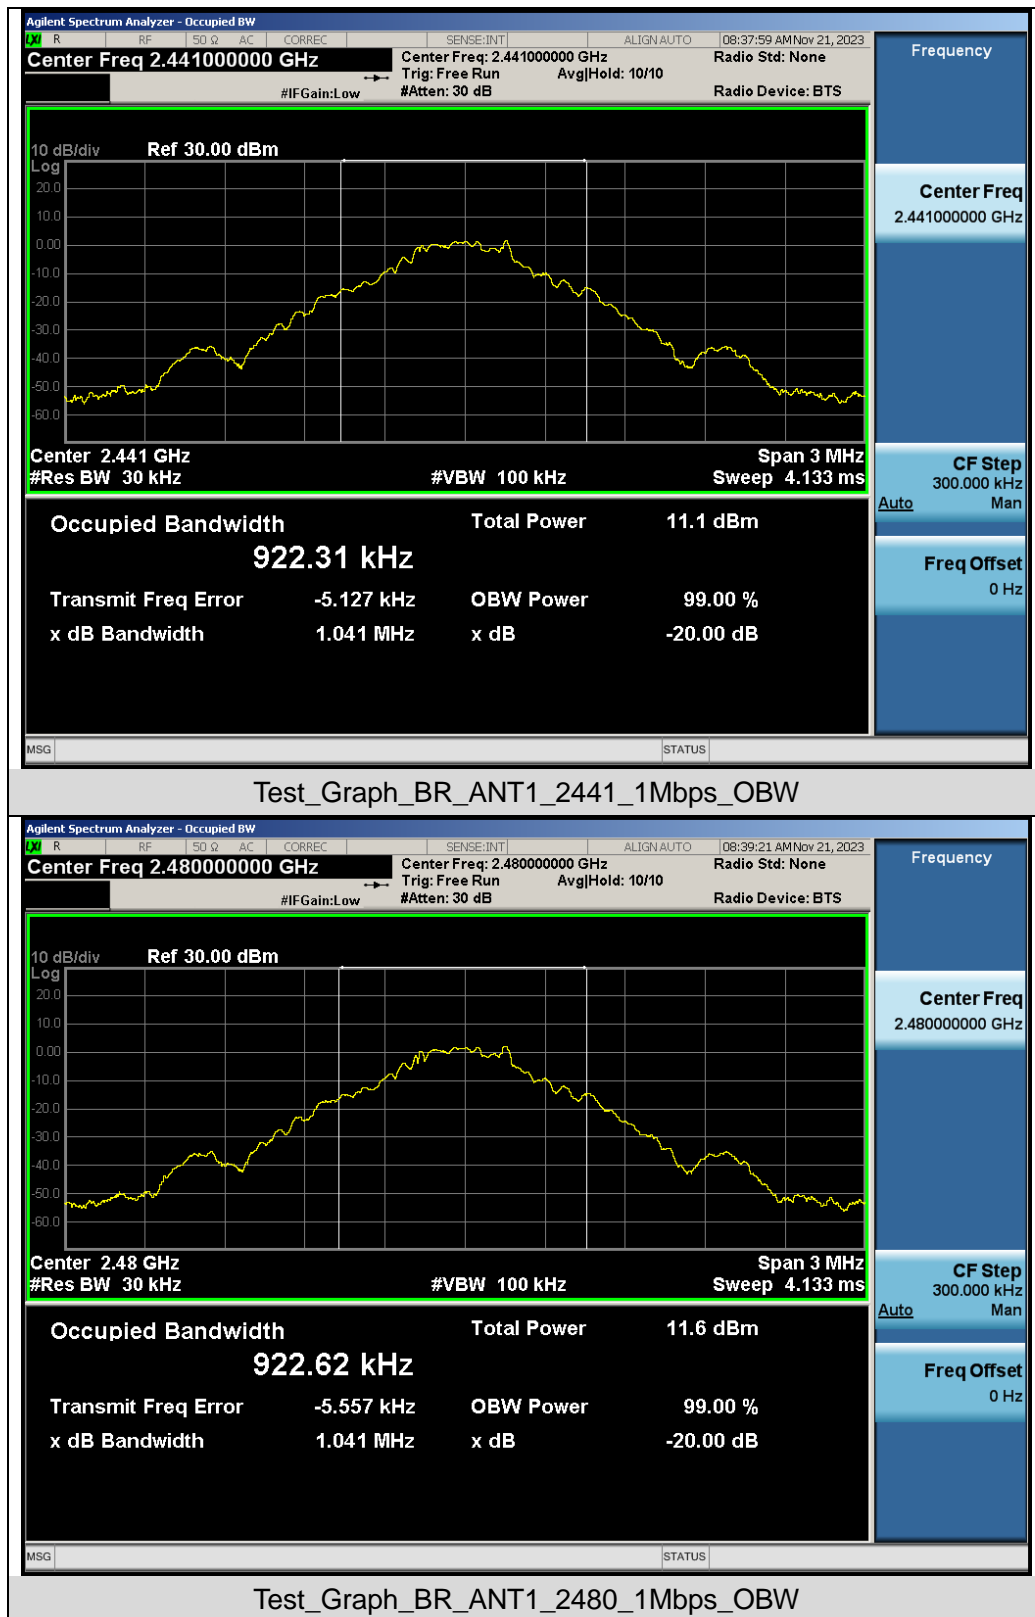 Agilent Spectrum Analyzer - Occupied BW
LXI R RF 50 Ω AC CORREC SENSE:INT ALIGN AUTO 08:37:59 AM Nov 21, 2023
Center Freq 2.441000000 GHz
Center Freq: 2.441000000 GHz
Radio Std: None
Trig: Free Run Avg|Hold: 10/10
#IFGain:Low #Atten: 30 dB Radio Device: BTS
Frequency
10 dB/div Ref 30.00 dBm
Log
20.0
10.0
0.00
-10.0
-20.0
-30.0
-40.0
-50.0
-60.0
Center Freq
2.441000000 GHz
Center 2.441 GHz Span 3 MHz
#Res BW 30 kHz #VBW 100 kHz Sweep 4.133 ms
CF Step
300.000 kHz
Auto Man
Occupied Bandwidth Total Power 11.1 dBm
922.31 kHz
Freq Offset
0 Hz
Transmit Freq Error -5.127 kHz OBW Power 99.00 %
x dB Bandwidth 1.041 MHz x dB -20.00 dB
MSG STATUS
Test_Graph_BR_ANT1_2441_1Mbps_OBW
Agilent Spectrum Analyzer - Occupied BW
LXI R RF 50 Ω AC CORREC SENSE:INT ALIGN AUTO 08:39:21 AM Nov 21, 2023
Center Freq 2.480000000 GHz
Center Freq: 2.480000000 GHz
Radio Std: None
Trig: Free Run Avg|Hold: 10/10
#IFGain:Low #Atten: 30 dB Radio Device: BTS
Frequency
10 dB/div Ref 30.00 dBm
Log
20.0
10.0
0.00
-10.0
-20.0
-30.0
-40.0
-50.0
-60.0
Center Freq
2.480000000 GHz
Center 2.48 GHz Span 3 MHz
#Res BW 30 kHz #VBW 100 kHz Sweep 4.133 ms
CF Step
300.000 kHz
Auto Man
Occupied Bandwidth Total Power 11.6 dBm
922.62 kHz
Freq Offset
0 Hz
Transmit Freq Error -5.557 kHz OBW Power 99.00 %
x dB Bandwidth 1.041 MHz x dB -20.00 dB
MSG STATUS
Test_Graph_BR_ANT1_2480_1Mbps_OBW